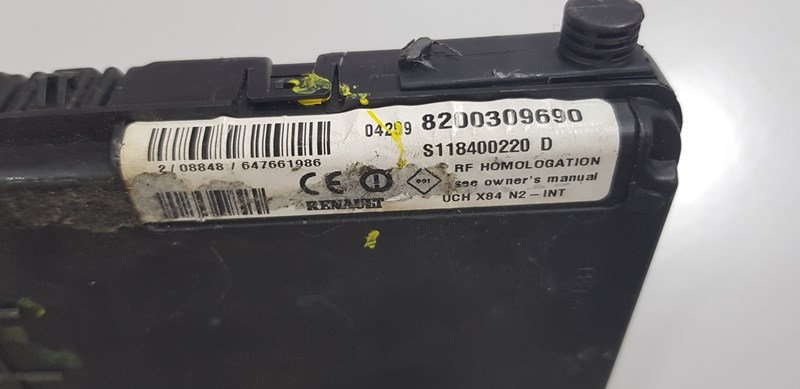 04299 8200309690
S118400220 D
2/08848/647661986
RF HOMOLOGATION
CE
see owner's manual
RENAULT
UCH X84 N2-INT